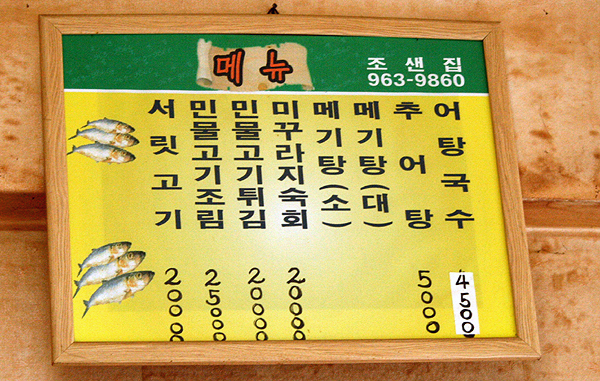 메뉴
조샌집
963-9860
어탕국수 4500
추어탕 5000
메기탕(대)
메기탕(소)
미꾸라지숙회 20000
민물고기튀김 20000
민물고기조림 25000
서릿고기 20000